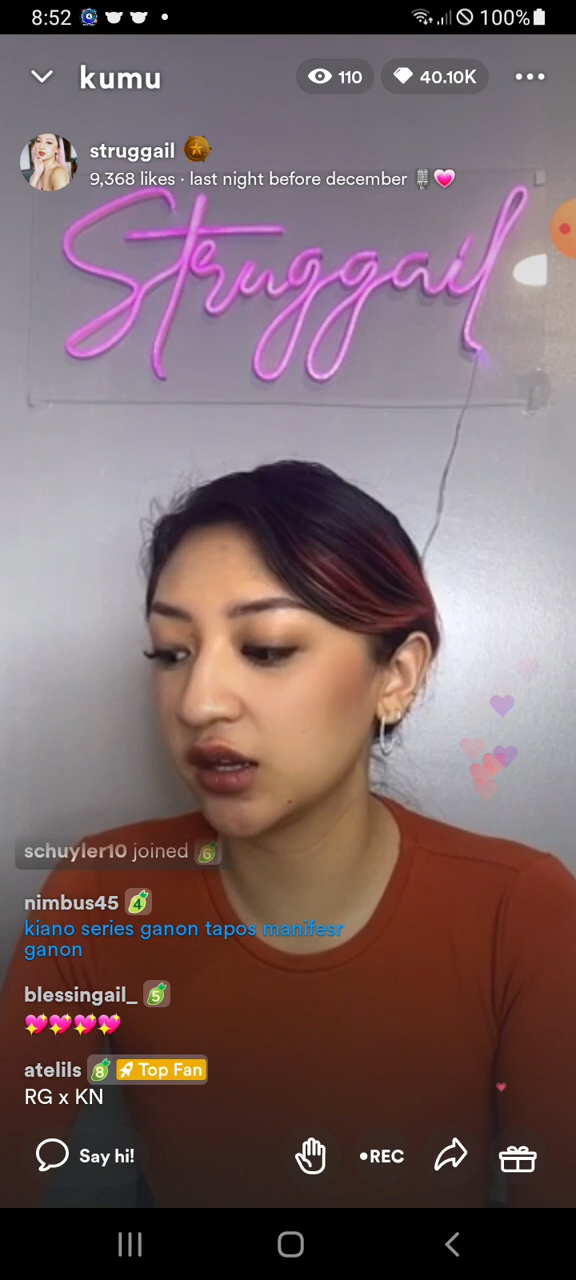 8:52
100%
kumu
110
40.10K
struggail
9,368 likes · last night before december 🎙️💗
Struggail
schuyler10 joined 6
nimbus45 4
kiano series ganon tapos manifesr
ganon
blessingail_ 5
💖💖💖💖
atelils 8 Top Fan
RG x KN
Say hi!
•REC